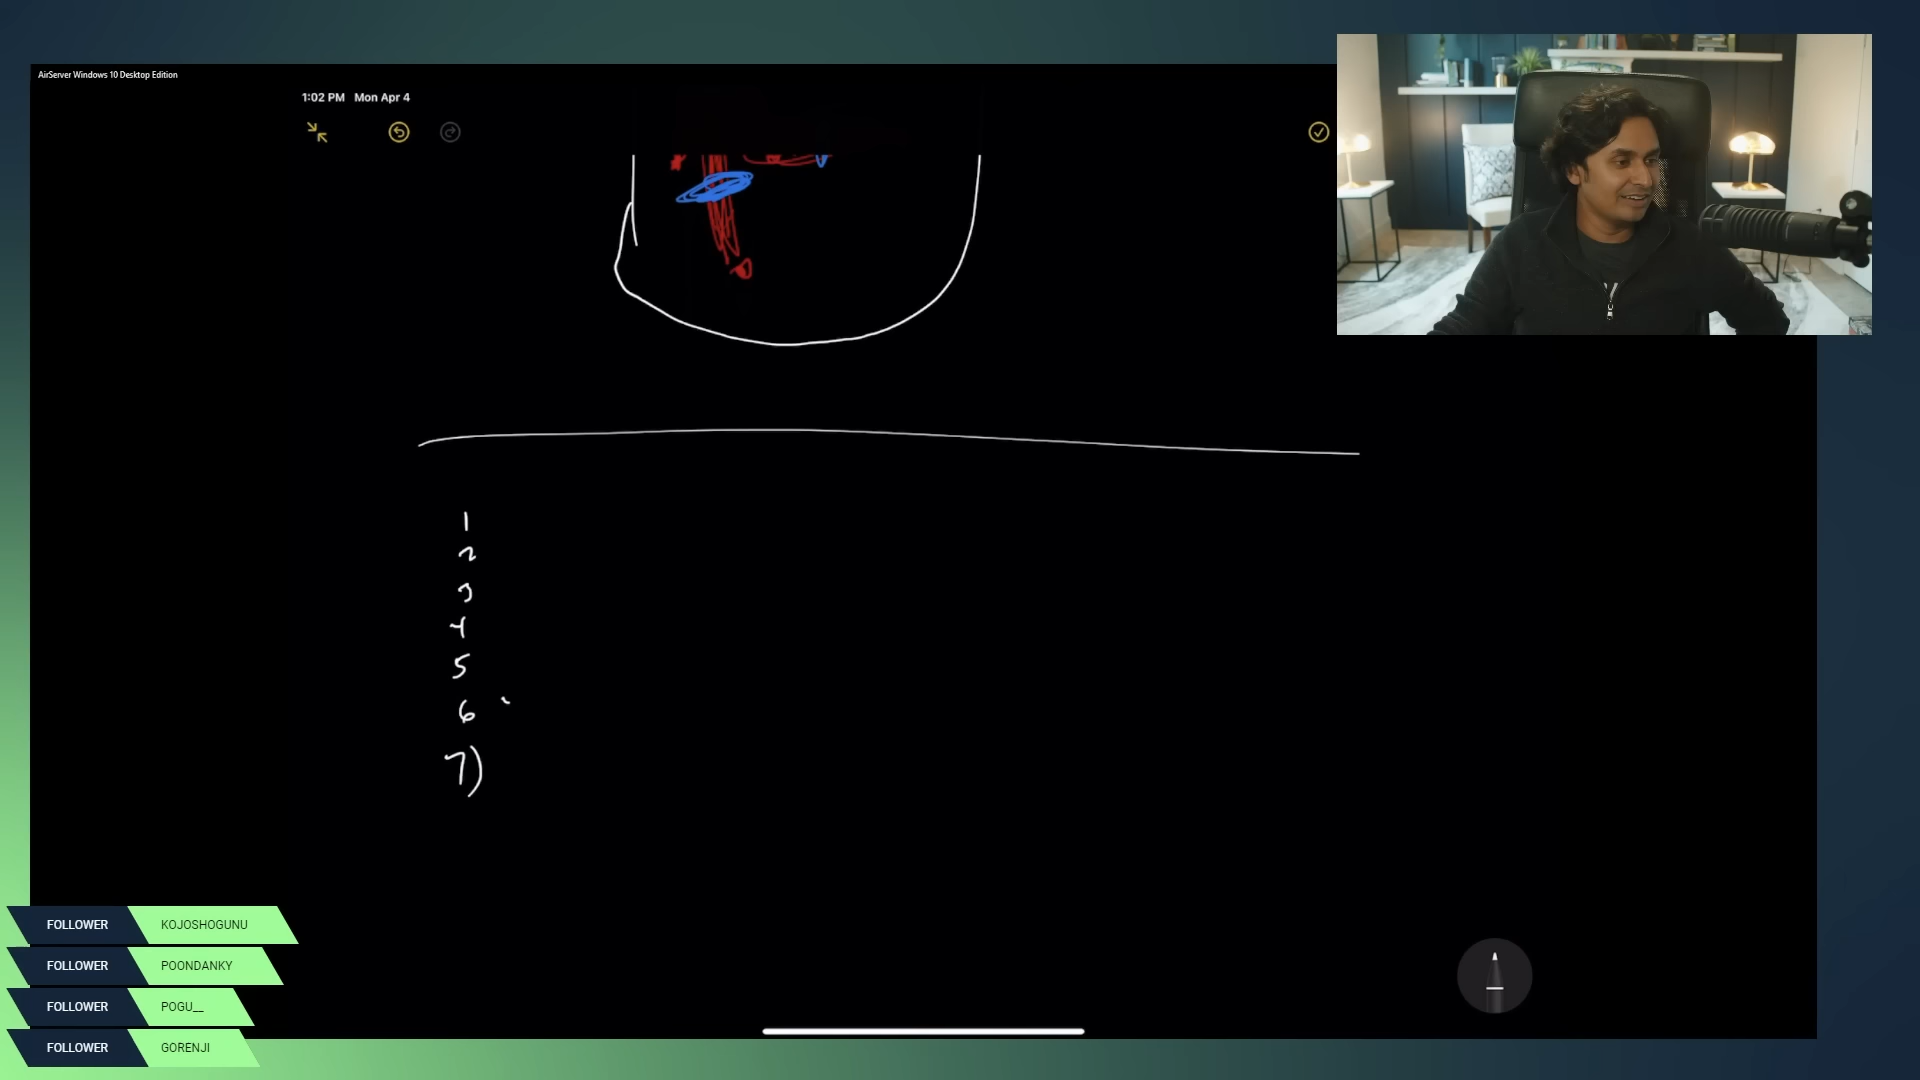 AirServer Windows 10 Desktop Edition
1:02 PM Mon Apr 4
1
2
3
4
5
6
7)
FOLLOWER KOJOSHOGUNU
FOLLOWER POONDANKY
FOLLOWER POGU__
FOLLOWER GORENJI